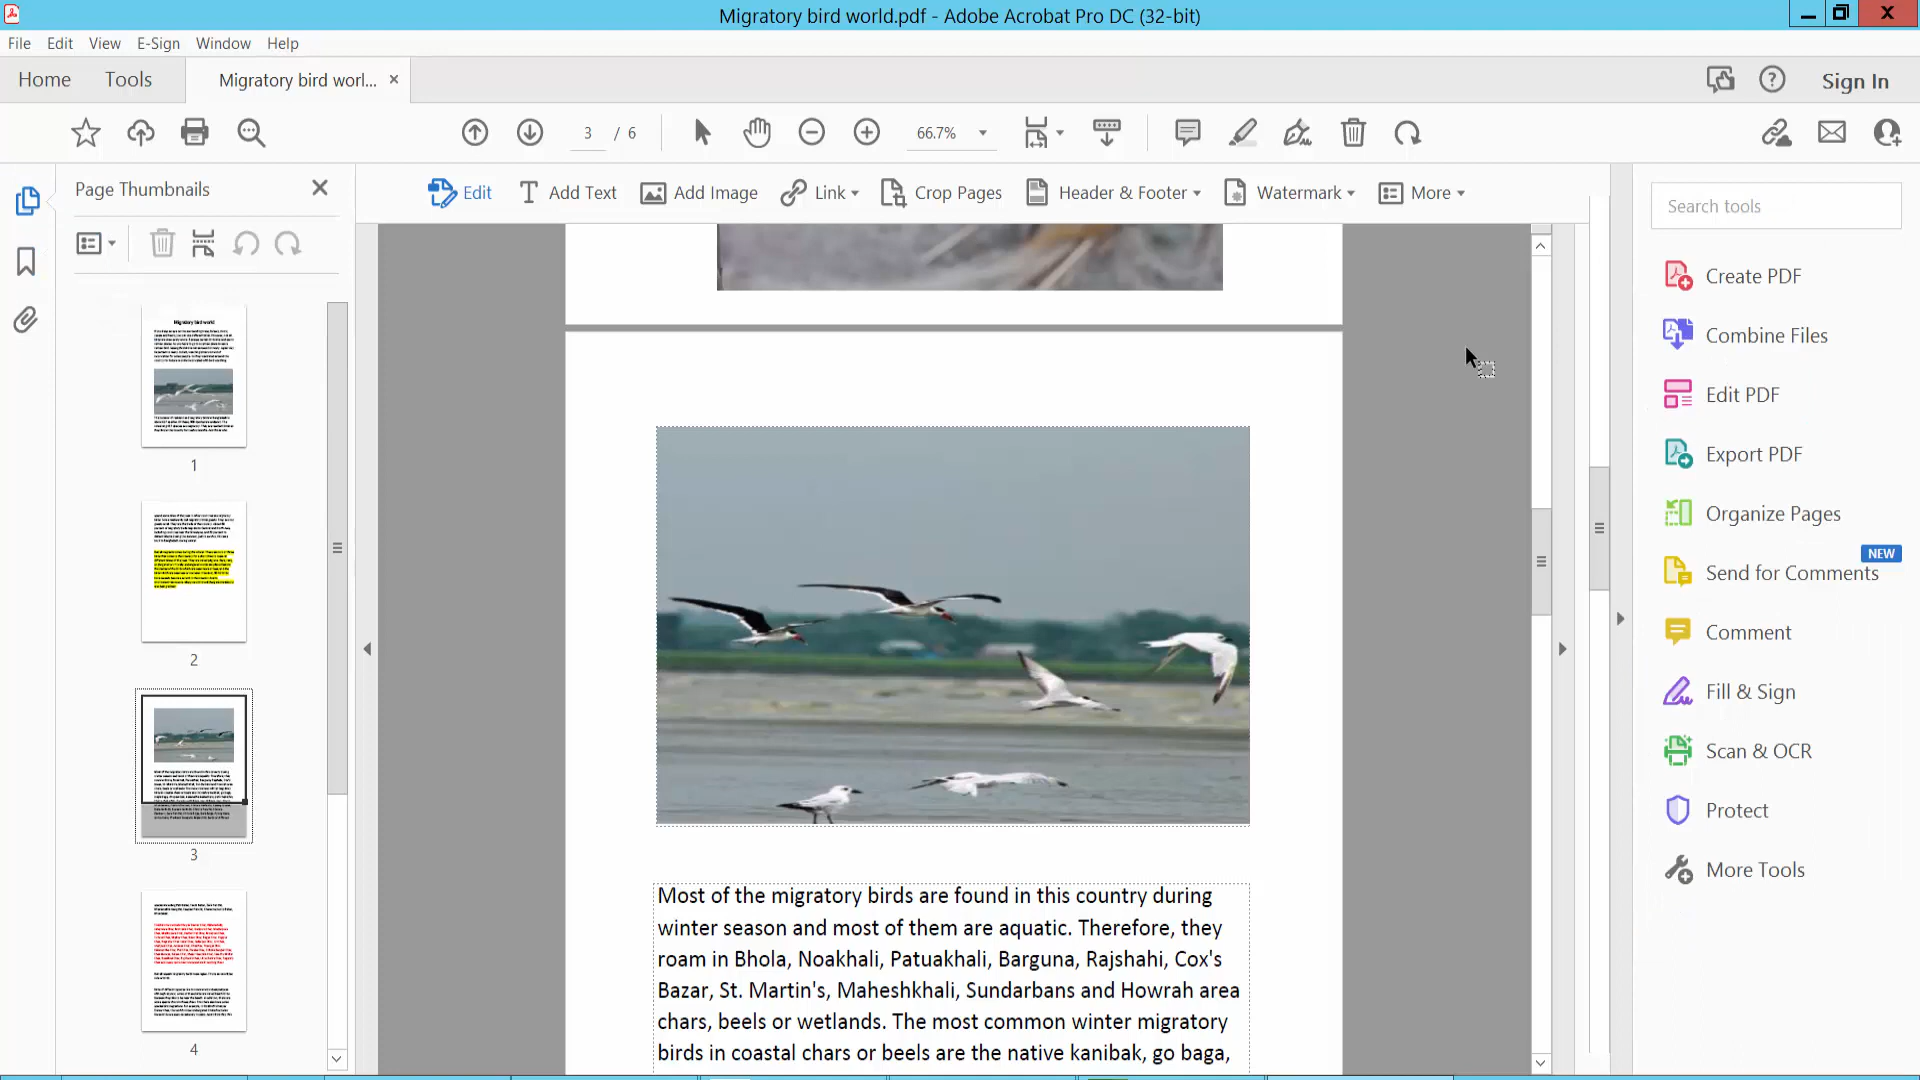 Migratory bird world.pdf - Adobe Acrobat Pro DC (32-bit)
File Edit View E-Sign Window Help
Home Tools Migratory bird worl... × Sign In
3 / 6 66.7%
Page Thumbnails
Edit Add Text Add Image Link Crop Pages Header & Footer Watermark More
Search tools
Create PDF
Combine Files
Edit PDF
Export PDF
Organize Pages
NEW
Send for Comments
Comment
Fill & Sign
Scan & OCR
Protect
More Tools
Migratory bird world
1
2
3
4
Most of the migratory birds are found in this country during
winter season and most of them are aquatic. Therefore, they
roam in Bhola, Noakhali, Patuakhali, Barguna, Rajshahi, Cox's
Bazar, St. Martin's, Maheshkhali, Sundarbans and Howrah area
chars, beels or wetlands. The most common winter migratory
birds in coastal chars or beels are the native kanibak, go baga,